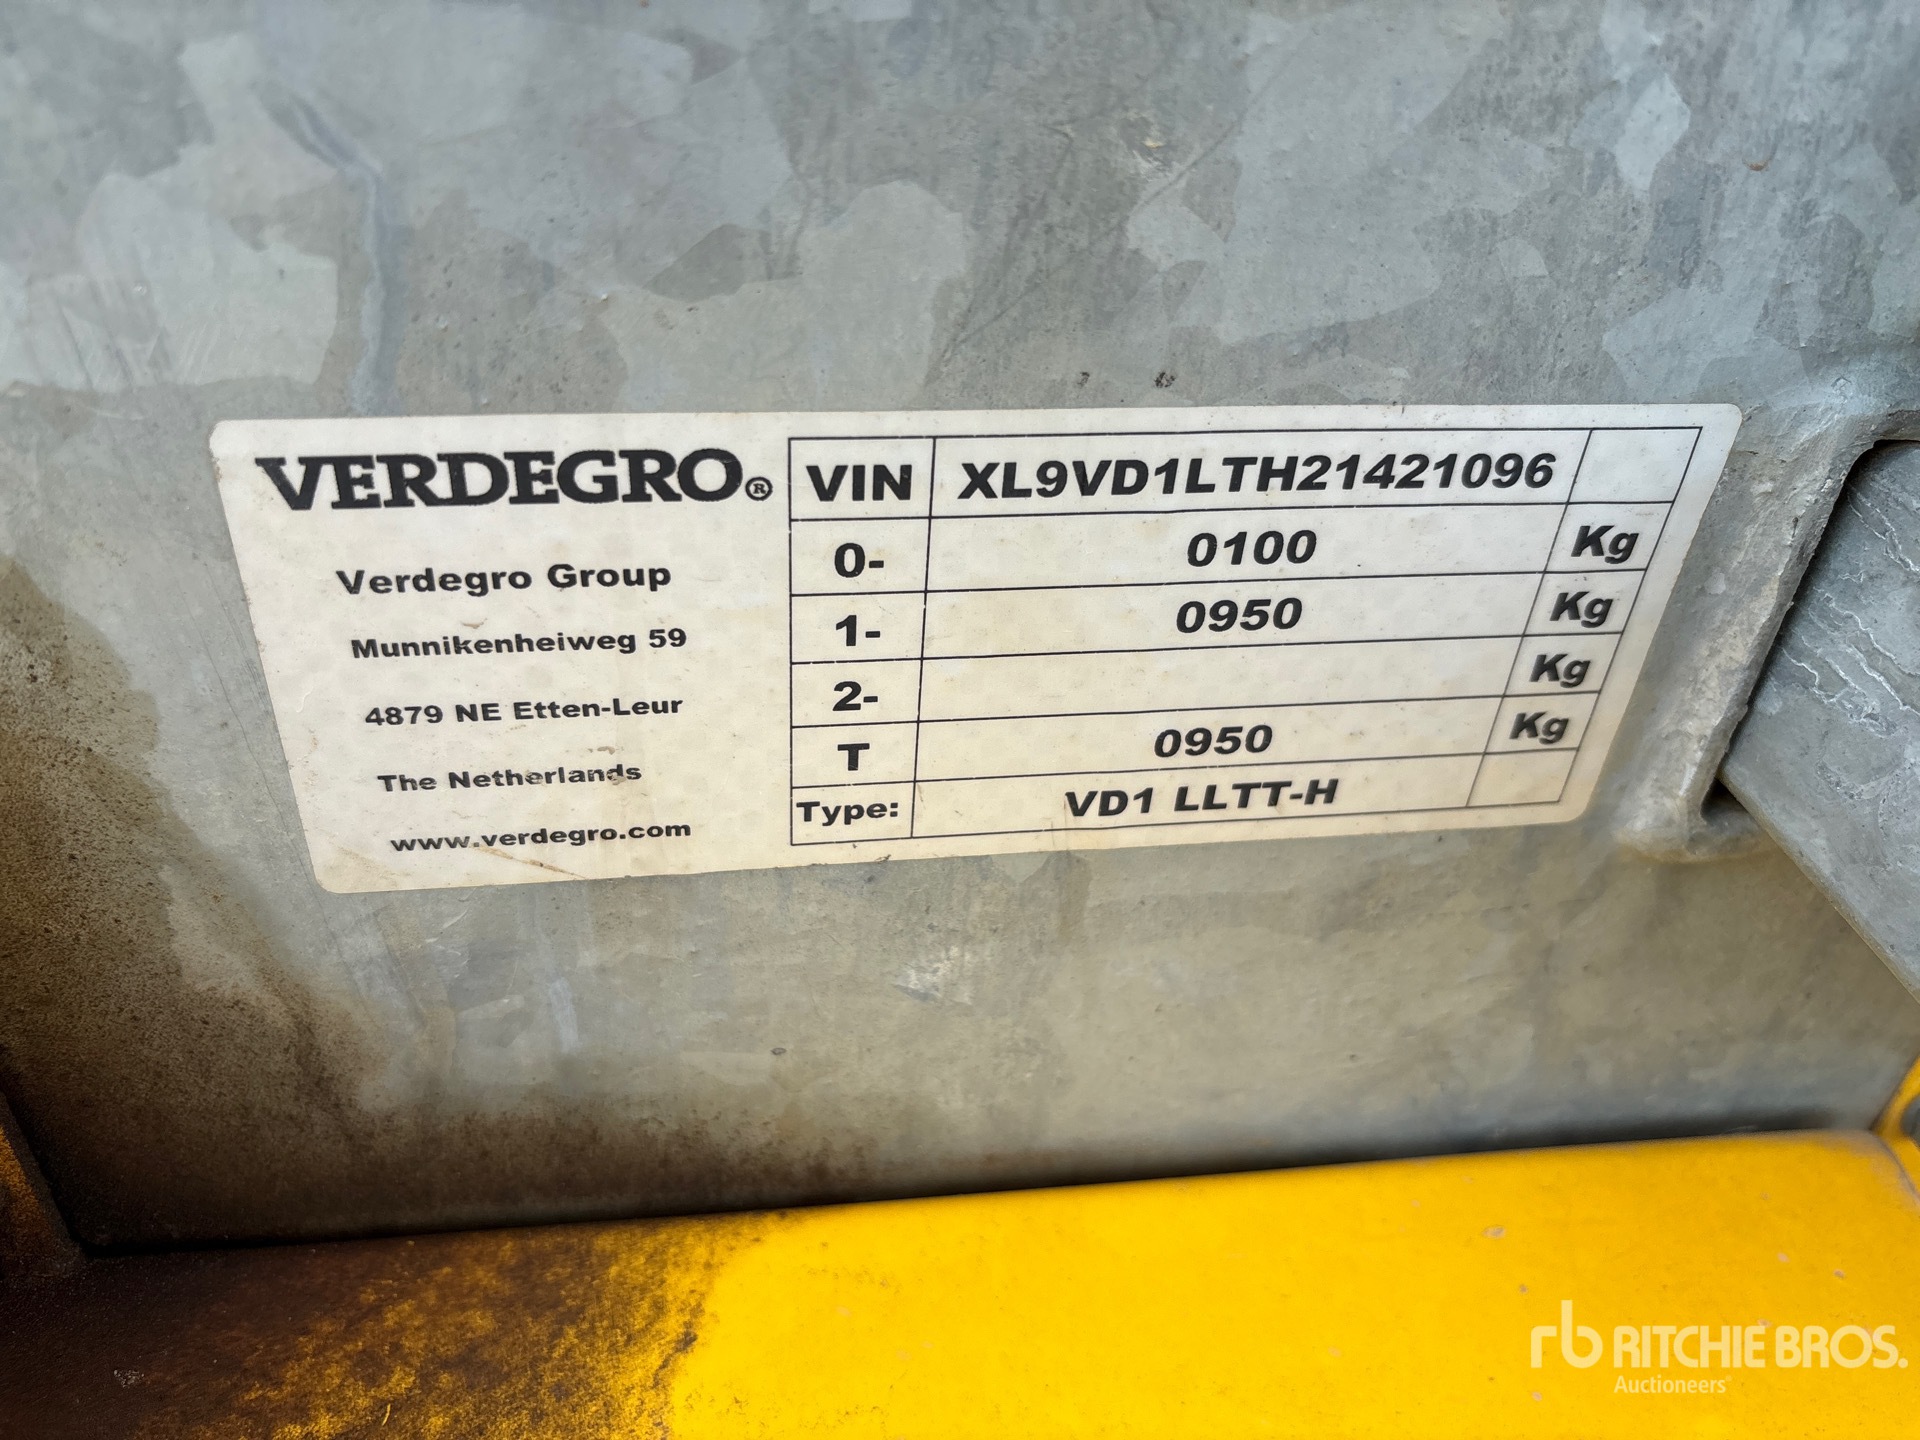 VERDEGRO®
Verdegro Group
Munnikenheiweg 59
4879 NE Etten-Leur
The Netherlands
www.verdegro.com
VIN XL9VD1LTH21421096
0- 0100 Kg
1- 0950 Kg
2- Kg
T 0950 Kg
Type: VD1 LLTT-H
rb RITCHIE BROS.
Auctioneers